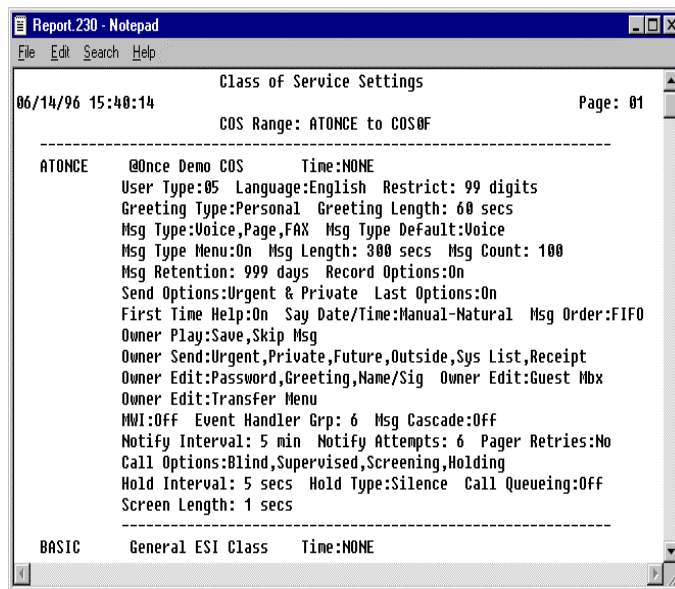 Report.230 - Notepad
File Edit Search Help
Class of Service Settings
06/14/96 15:40:14 Page: 01
COS Range: ATONCE to COS0F
--------------------------------------------------------------------
ATONCE @Once Demo COS Time:NONE
User Type:05 Language:English Restrict: 99 digits
Greeting Type:Personal Greeting Length: 60 secs
Msg Type:Voice,Page,FAX Msg Type Default:Voice
Msg Type Menu:On Msg Length: 300 secs Msg Count: 100
Msg Retention: 999 days Record Options:On
Send Options:Urgent & Private Last Options:On
First Time Help:On Say Date/Time:Manual-Natural Msg Order:FIFO
Owner Play:Save,Skip Msg
Owner Send:Urgent,Private,Future,Outside,Sys List,Receipt
Owner Edit:Password,Greeting,Name/Sig Owner Edit:Guest Mbx
Owner Edit:Transfer Menu
MWI:Off Event Handler Grp: 6 Msg Cascade:Off
Notify Interval: 5 min Notify Attempts: 6 Pager Retries:No
Call Options:Blind,Supervised,Screening,Holding
Hold Interval: 5 secs Hold Type:Silence Call Queueing:Off
Screen Length: 1 secs
----------------------------------------------------------
BASIC General ESI Class Time:NONE